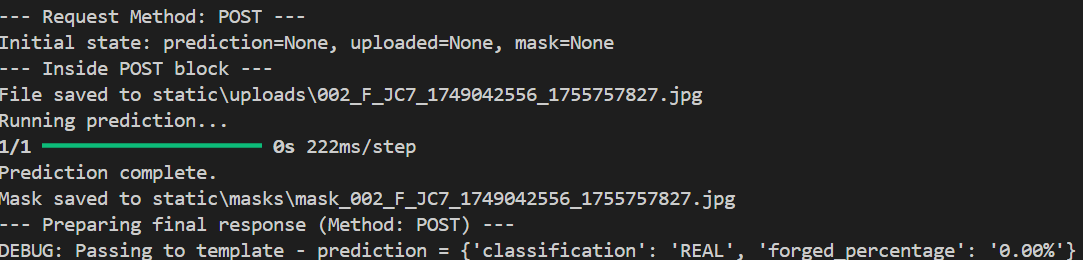 --- Request Method: POST ---
Initial state: prediction=None, uploaded=None, mask=None
--- Inside POST block ---
File saved to static\uploads\002_F_JC7_1749042556_1755757827.jpg
Running prediction...
1/1 ━━━━━━━━━━━━━━━━━━━━ 0s 222ms/step
Prediction complete.
Mask saved to static\masks\mask_002_F_JC7_1749042556_1755757827.jpg
--- Preparing final response (Method: POST) ---
DEBUG: Passing to template - prediction = {'classification': 'REAL', 'forged_percentage': '0.00%'}